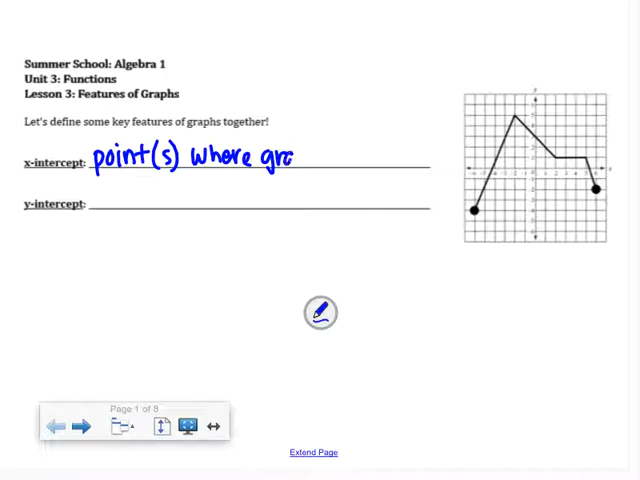 Summer School: Algebra 1
Unit 3: Functions
Lesson 3: Features of Graphs
Let's define some key features of graphs together!
x-intercept: point(s) where gra
y-intercept:
Page 1 of 8
Extend Page